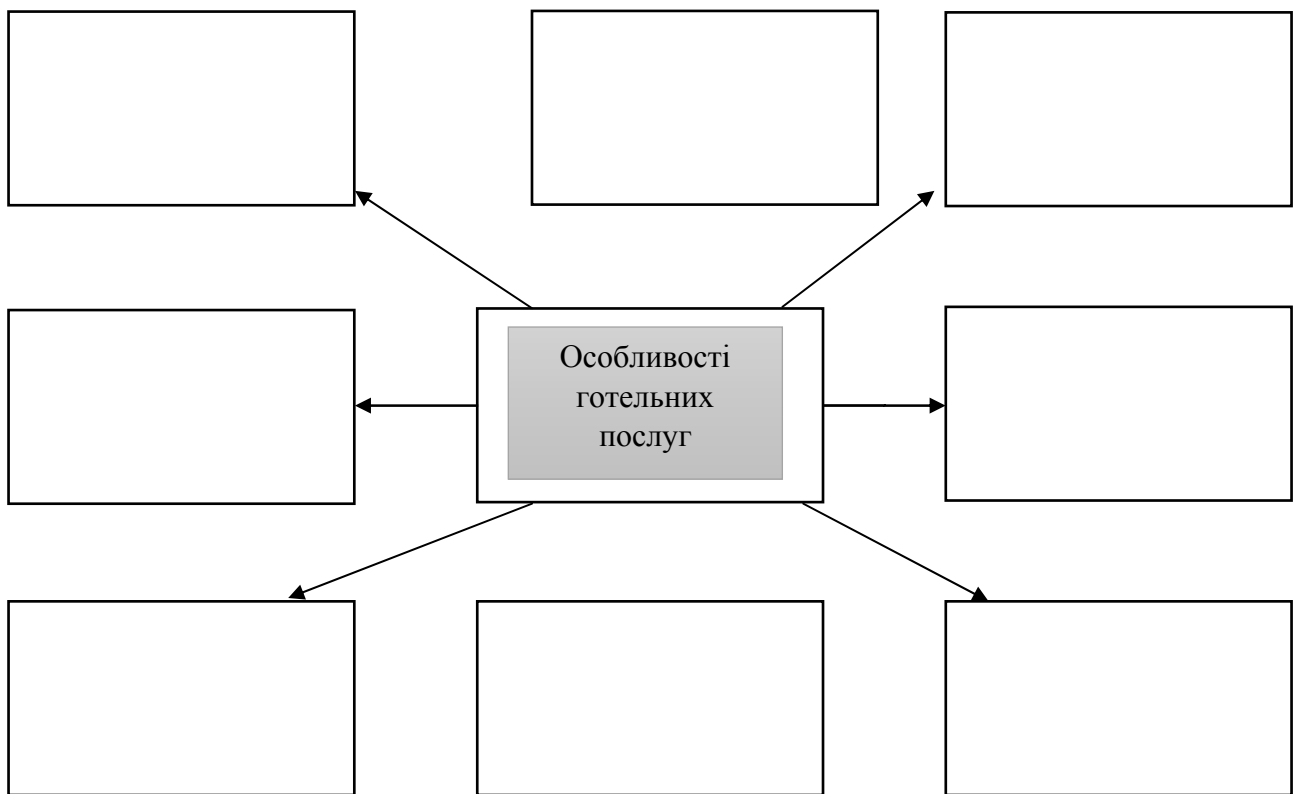 Особливості
готельних
послуг